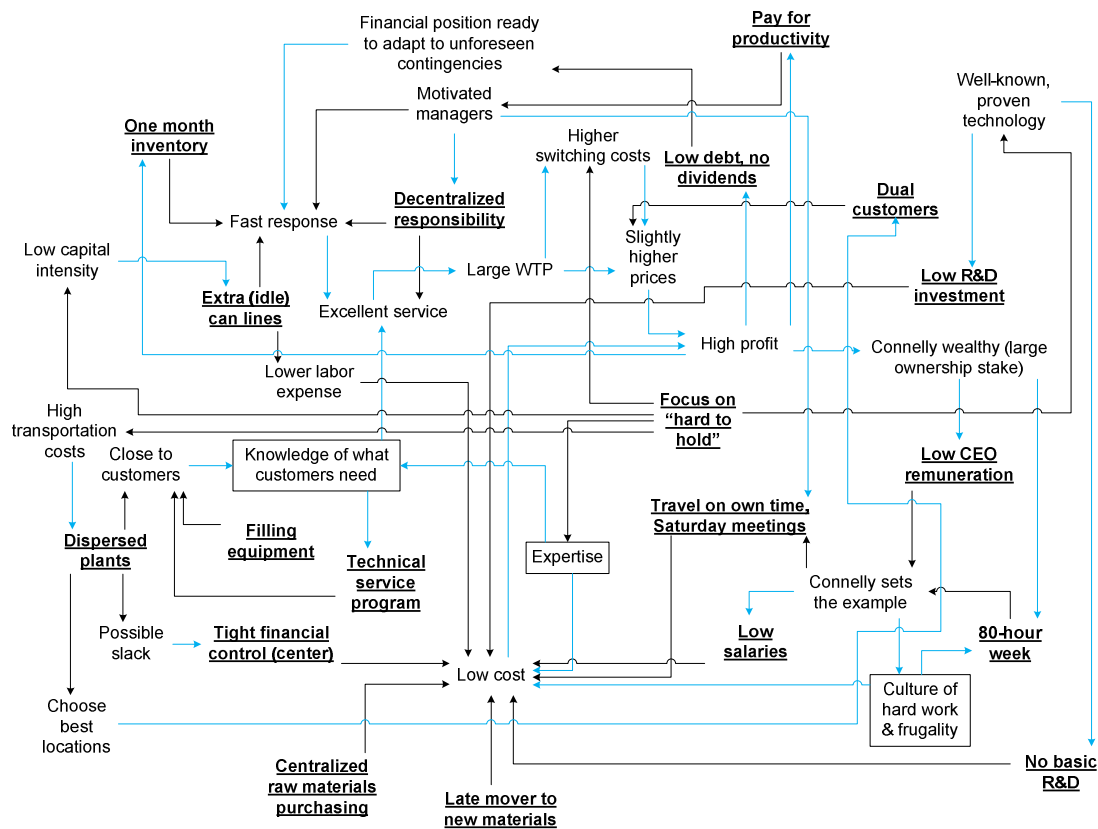 Financial position ready
to adapt to unforeseen
contingencies
Pay for
productivity
Well-known,
proven
technology
Motivated
managers
One month
inventory
Higher
switching costs
Low debt, no
dividends
Decentralized
responsibility
Dual
customers
Fast response
Low capital
intensity
Slightly
higher
prices
Large WTP
Low R&D
investment
Extra (idle)
can lines
Excellent service
High profit
Connelly wealthy (large
ownership stake)
Lower labor
expense
Focus on
“hard to
hold”
High
transportation
costs
Close to
customers
Knowledge of what
customers need
Low CEO
remuneration
Travel on own time,
Saturday meetings
Filling
equipment
Dispersed
plants
Technical
service
program
Expertise
Connelly sets
the example
Possible
slack
Tight financial
control (center)
Low
salaries
80-hour
week
Low cost
Culture of
hard work
& frugality
Choose
best
locations
Centralized
raw materials
purchasing
Late mover to
new materials
No basic
R&D